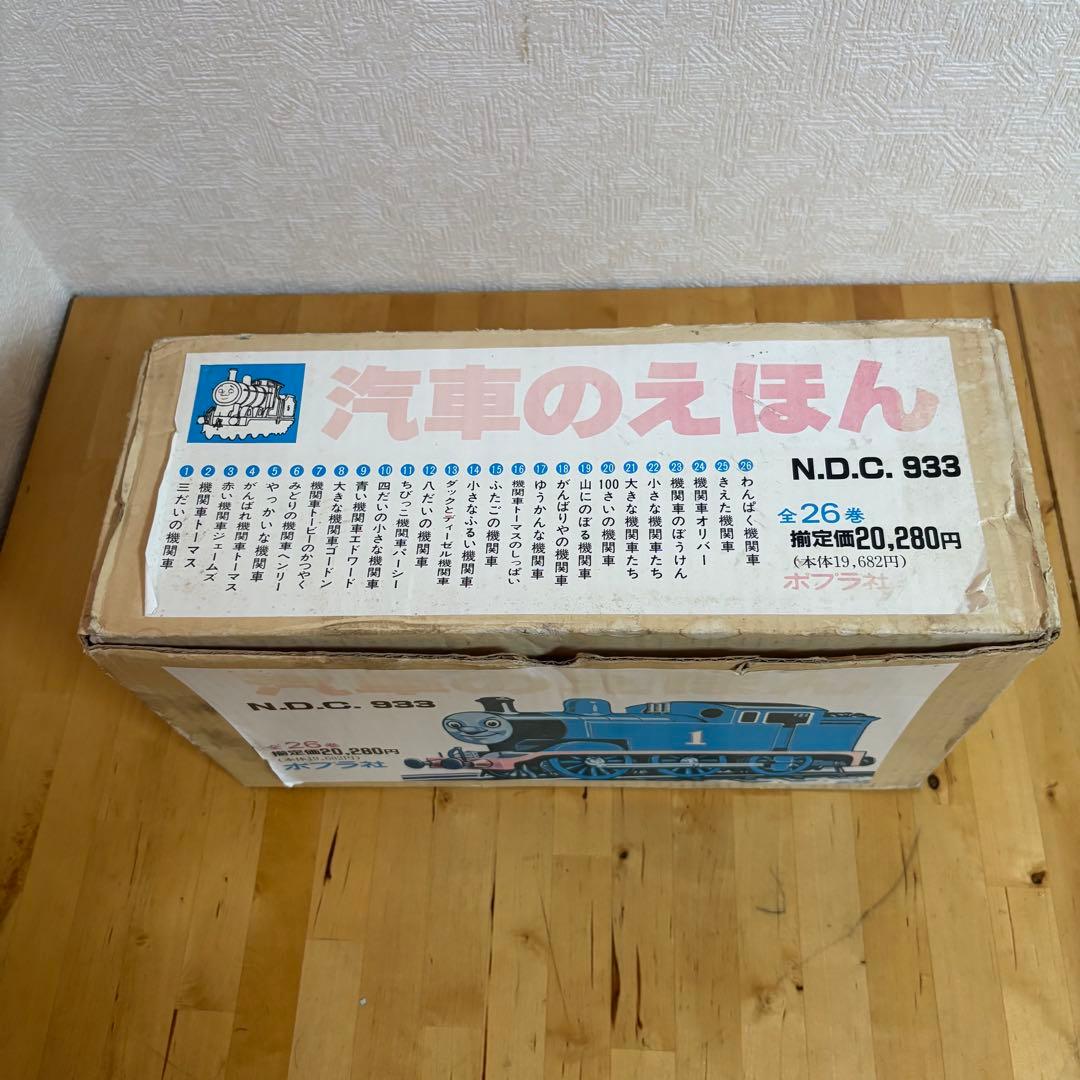 汽車のえほん
1 三だいの機関車
2 機関車トーマス
3 赤い機関車ジェームズ
4 がんばれ機関車トーマス
5 やっかいな機関車
6 みどりの機関車ヘンリー
7 機関車トービーのかつやく
8 大きな機関車ゴードン
9 青い機関車エドワード
10 四だいの小さな機関車
11 ちびっこ機関車パーシー
12 八だいの機関車
13 ダックとディーゼル機関車
14 小さなふるい機関車
15 ふたごの機関車
16 機関車トーマスのしっぱい
17 ゆうかんな機関車
18 がんばりやの機関車
19 山にのぼる機関車
20 100さいの機関車
21 大きな機関車たち
22 小さな機関車たち
23 機関車のぼうけん
24 機関車オリバー
25 きえた機関車
26 わんぱく機関車
N.D.C. 933
全26巻
揃定価20,280円
(本体19,682円)
ポプラ社
N.D.C. 933
全26巻
揃定価20,280円
(本体19,682円)
ポプラ社
1